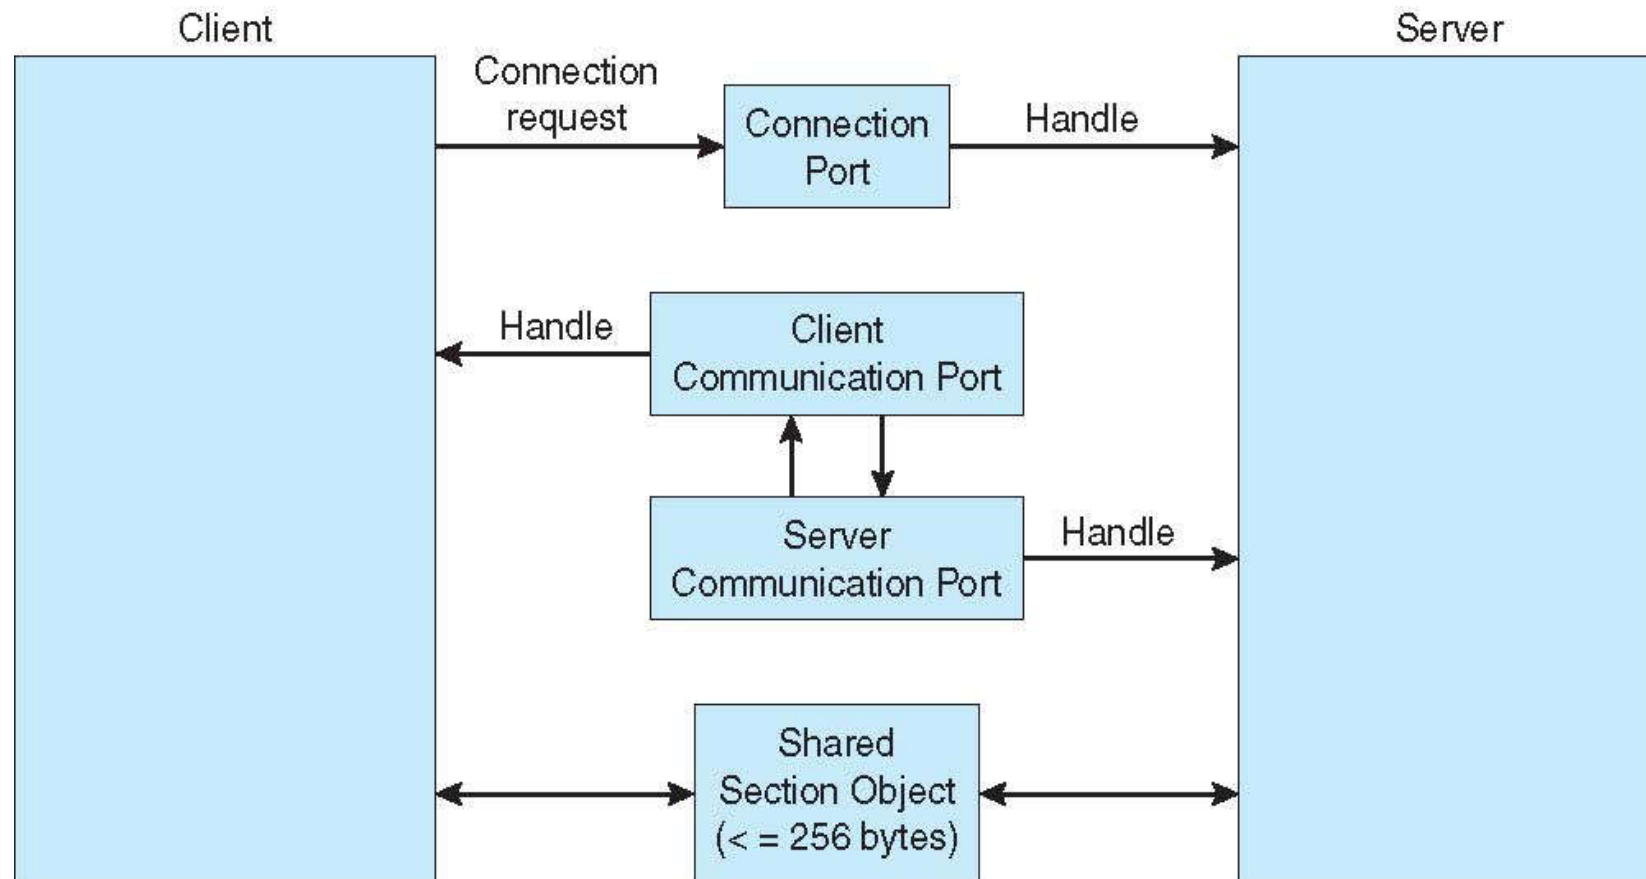 Client
Server
Connection
request
Connection
Port
Handle
Handle
Client
Communication Port
Server
Communication Port
Handle
Shared
Section Object
(< = 256 bytes)